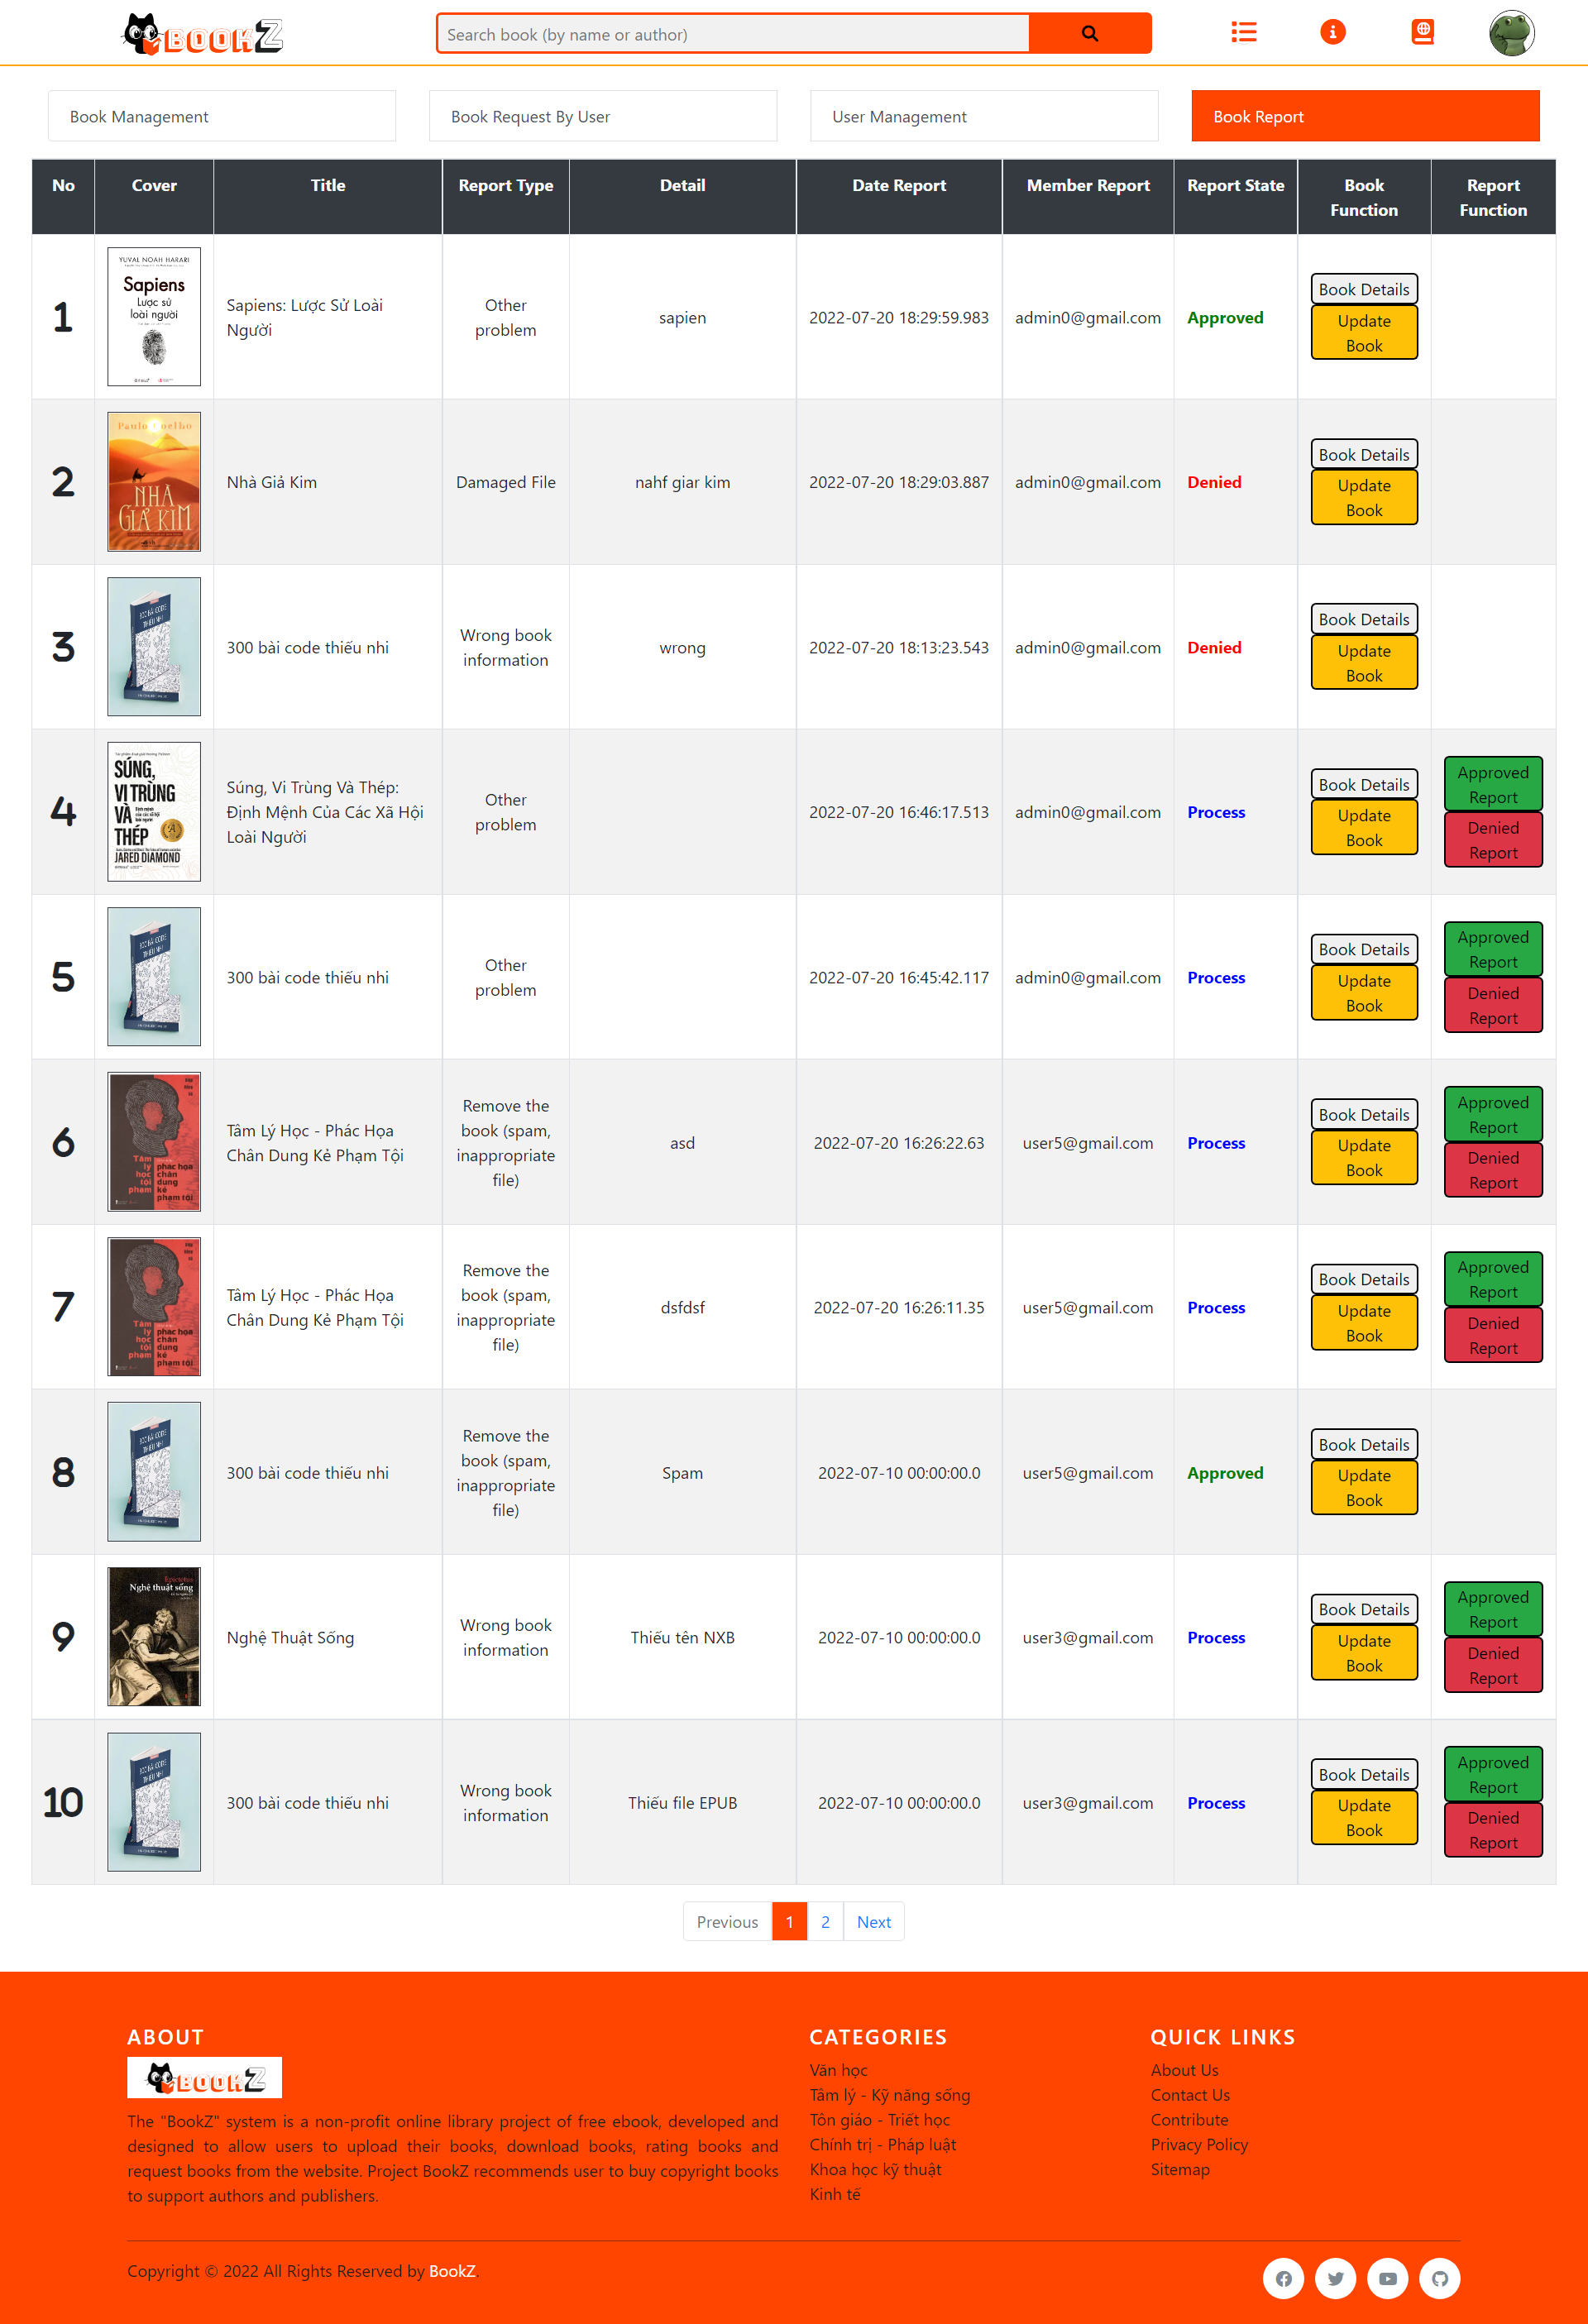 BOOKZ
Search book (by name or author)
Book Management
Book Request By User
User Management
Book Report
No
Cover
Title
Report Type
Detail
Date Report
Member Report
Report State
Book
Function
Report
Function
1
YUVAL NOAH HARARI
Sapiens
Lược sử
loài người
Sapiens: Lược Sử Loài
Người
Other
problem
sapien
2022-07-20 18:29:59.983
admin0@gmail.com
Approved
Book Details
Update
Book
2
Paulo Coelho
NHÀ
GIẢ KIM
Nhà Giả Kim
Damaged File
nahf giar kim
2022-07-20 18:29:03.887
admin0@gmail.com
Denied
Book Details
Update
Book
3
300 BÀI CODE
THIẾU NHI
300 bài code thiếu nhi
Wrong book
information
wrong
2022-07-20 18:13:23.543
admin0@gmail.com
Denied
Book Details
Update
Book
4
SÚNG,
VI TRÙNG
VÀ
THÉP
JARED DIAMOND
Súng, Vi Trùng Và Thép:
Định Mệnh Của Các Xã Hội
Loài Người
Other
problem
2022-07-20 16:46:17.513
admin0@gmail.com
Process
Book Details
Update
Book
Approved
Report
Denied
Report
5
300 BÀI CODE
THIẾU NHI
300 bài code thiếu nhi
Other
problem
2022-07-20 16:45:42.117
admin0@gmail.com
Process
Book Details
Update
Book
Approved
Report
Denied
Report
6
Tâm
lý
học
tội
phạm
phác họa
chân
dung
kẻ
phạm tội
Tâm Lý Học - Phác Họa
Chân Dung Kẻ Phạm Tội
Remove the
book (spam,
inappropriate
file)
asd
2022-07-20 16:26:22.63
user5@gmail.com
Process
Book Details
Update
Book
Approved
Report
Denied
Report
7
Tâm
lý
học
tội
phạm
phác họa
chân
dung
kẻ
phạm tội
Tâm Lý Học - Phác Họa
Chân Dung Kẻ Phạm Tội
Remove the
book (spam,
inappropriate
file)
dsfdsf
2022-07-20 16:26:11.35
user5@gmail.com
Process
Book Details
Update
Book
Approved
Report
Denied
Report
8
300 BÀI CODE
THIẾU NHI
300 bài code thiếu nhi
Remove the
book (spam,
inappropriate
file)
Spam
2022-07-10 00:00:00.0
user5@gmail.com
Approved
Book Details
Update
Book
9
Epictetus
Nghệ thuật sống
Nghệ Thuật Sống
Wrong book
information
Thiếu tên NXB
2022-07-10 00:00:00.0
user3@gmail.com
Process
Book Details
Update
Book
Approved
Report
Denied
Report
10
300 BÀI CODE
THIẾU NHI
300 bài code thiếu nhi
Wrong book
information
Thiếu file EPUB
2022-07-10 00:00:00.0
user3@gmail.com
Process
Book Details
Update
Book
Approved
Report
Denied
Report
Previous
1
2
Next
ABOUT
BOOKZ
The "BookZ" system is a non-profit online library project of free ebook, developed and
designed to allow users to upload their books, download books, rating books and
request books from the website. Project BookZ recommends user to buy copyright books
to support authors and publishers.
CATEGORIES
Văn học
Tâm lý - Kỹ năng sống
Tôn giáo - Triết học
Chính trị - Pháp luật
Khoa học kỹ thuật
Kinh tế
QUICK LINKS
About Us
Contact Us
Contribute
Privacy Policy
Sitemap
Copyright © 2022 All Rights Reserved by BookZ.